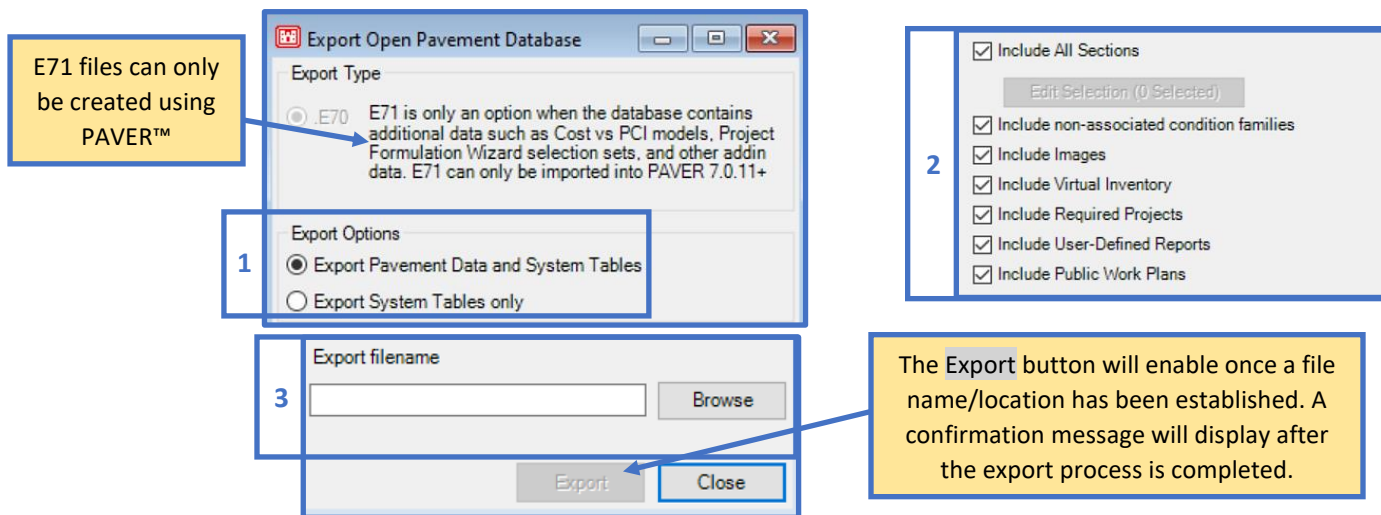 E71 files can only
be created using
PAVER™
Export Open Pavement Database
Export Type
.E70
E71 is only an option when the database contains
additional data such as Cost vs PCI models, Project
Formulation Wizard selection sets, and other addin
data. E71 can only be imported into PAVER 7.0.11+
1
Export Options
Export Pavement Data and System Tables
Export System Tables only
2
Include All Sections
Edit Selection (0 Selected)
Include non-associated condition families
Include Images
Include Virtual Inventory
Include Required Projects
Include User-Defined Reports
Include Public Work Plans
3
Export filename
Browse
Export
Close
The Export button will enable once a file
name/location has been established. A
confirmation message will display after
the export process is completed.